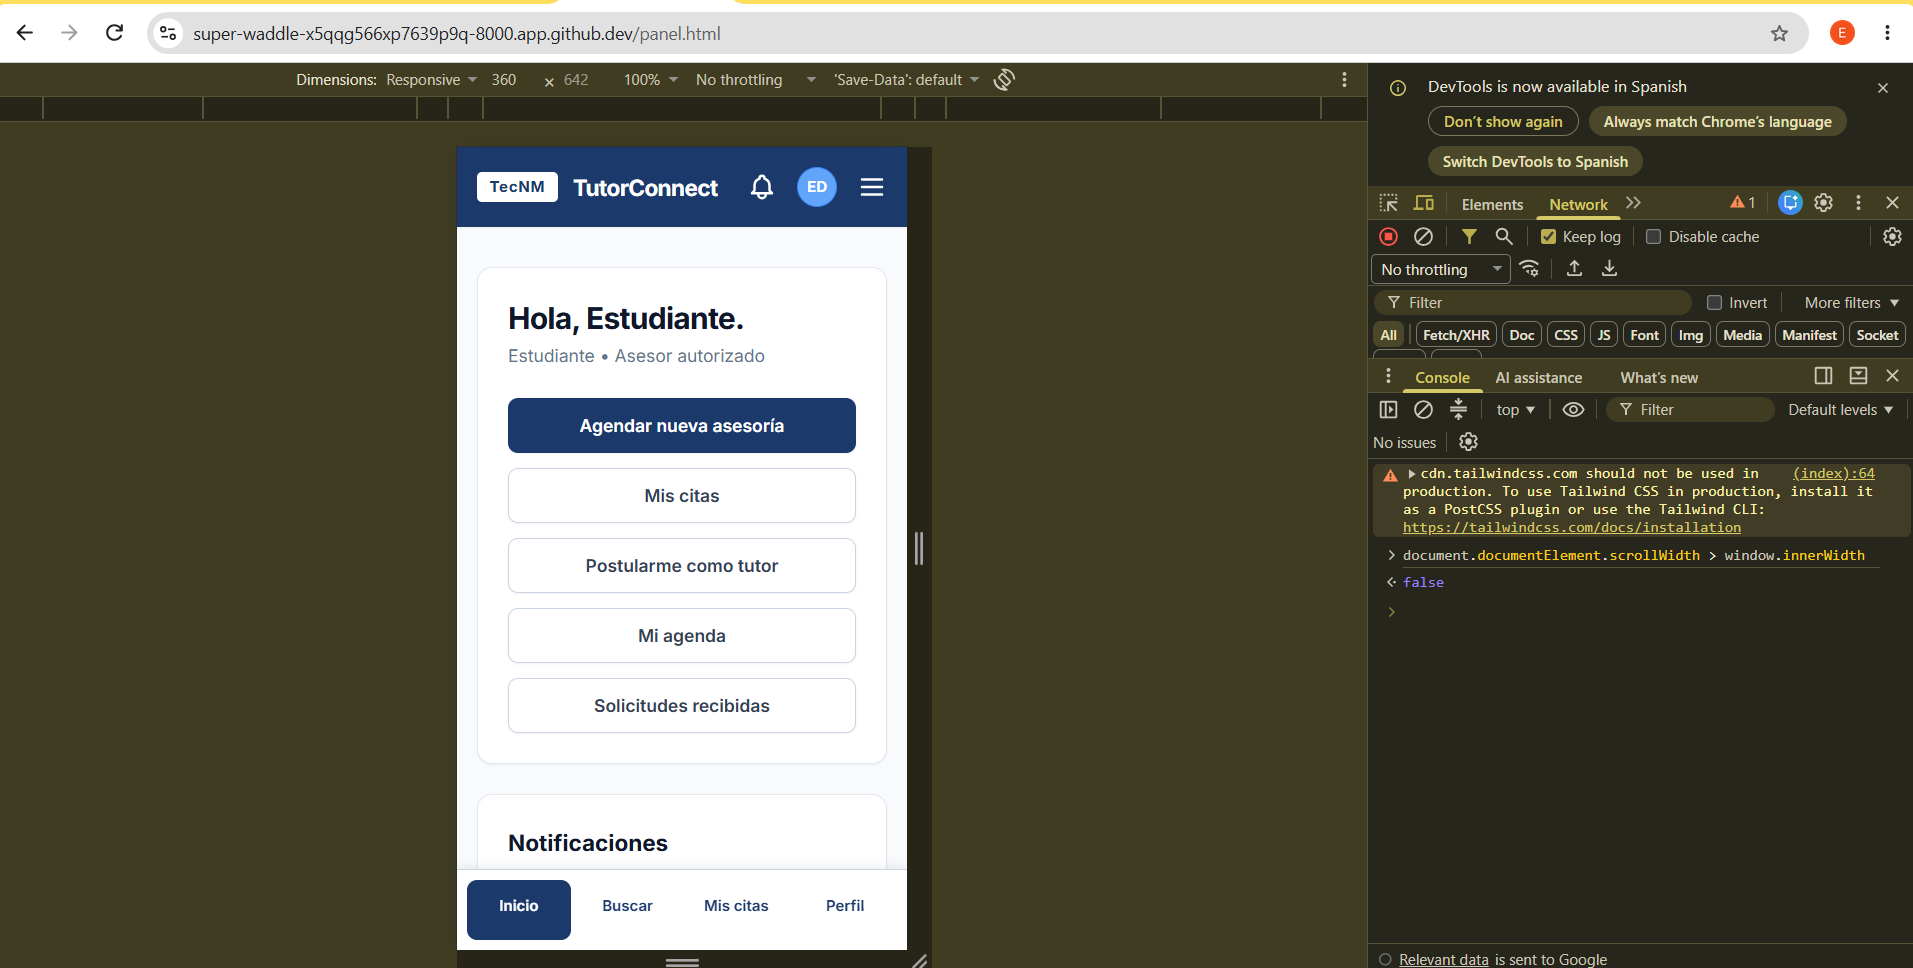 super-waddle-x5qqg566xp7639p9q-8000.app.github.dev/panel.html
E
Dimensions: Responsive 360 × 642 100% No throttling 'Save-Data': default
TecNM TutorConnect ED
Hola, Estudiante.
Estudiante • Asesor autorizado
Agendar nueva asesoría
Mis citas
Postularme como tutor
Mi agenda
Solicitudes recibidas
Notificaciones
Inicio Buscar Mis citas Perfil
DevTools is now available in Spanish
Don't show again Always match Chrome's language
Switch DevTools to Spanish
Elements Network 1
Keep log Disable cache
No throttling
Filter Invert More filters
All Fetch/XHR Doc CSS JS Font Img Media Manifest Socket
Console AI assistance What's new
top Filter Default levels
No issues
cdn.tailwindcss.com should not be used in (index):64
production. To use Tailwind CSS in production, install it
as a PostCSS plugin or use the Tailwind CLI:
https://tailwindcss.com/docs/installation
document.documentElement.scrollWidth > window.innerWidth
false
Relevant data is sent to Google